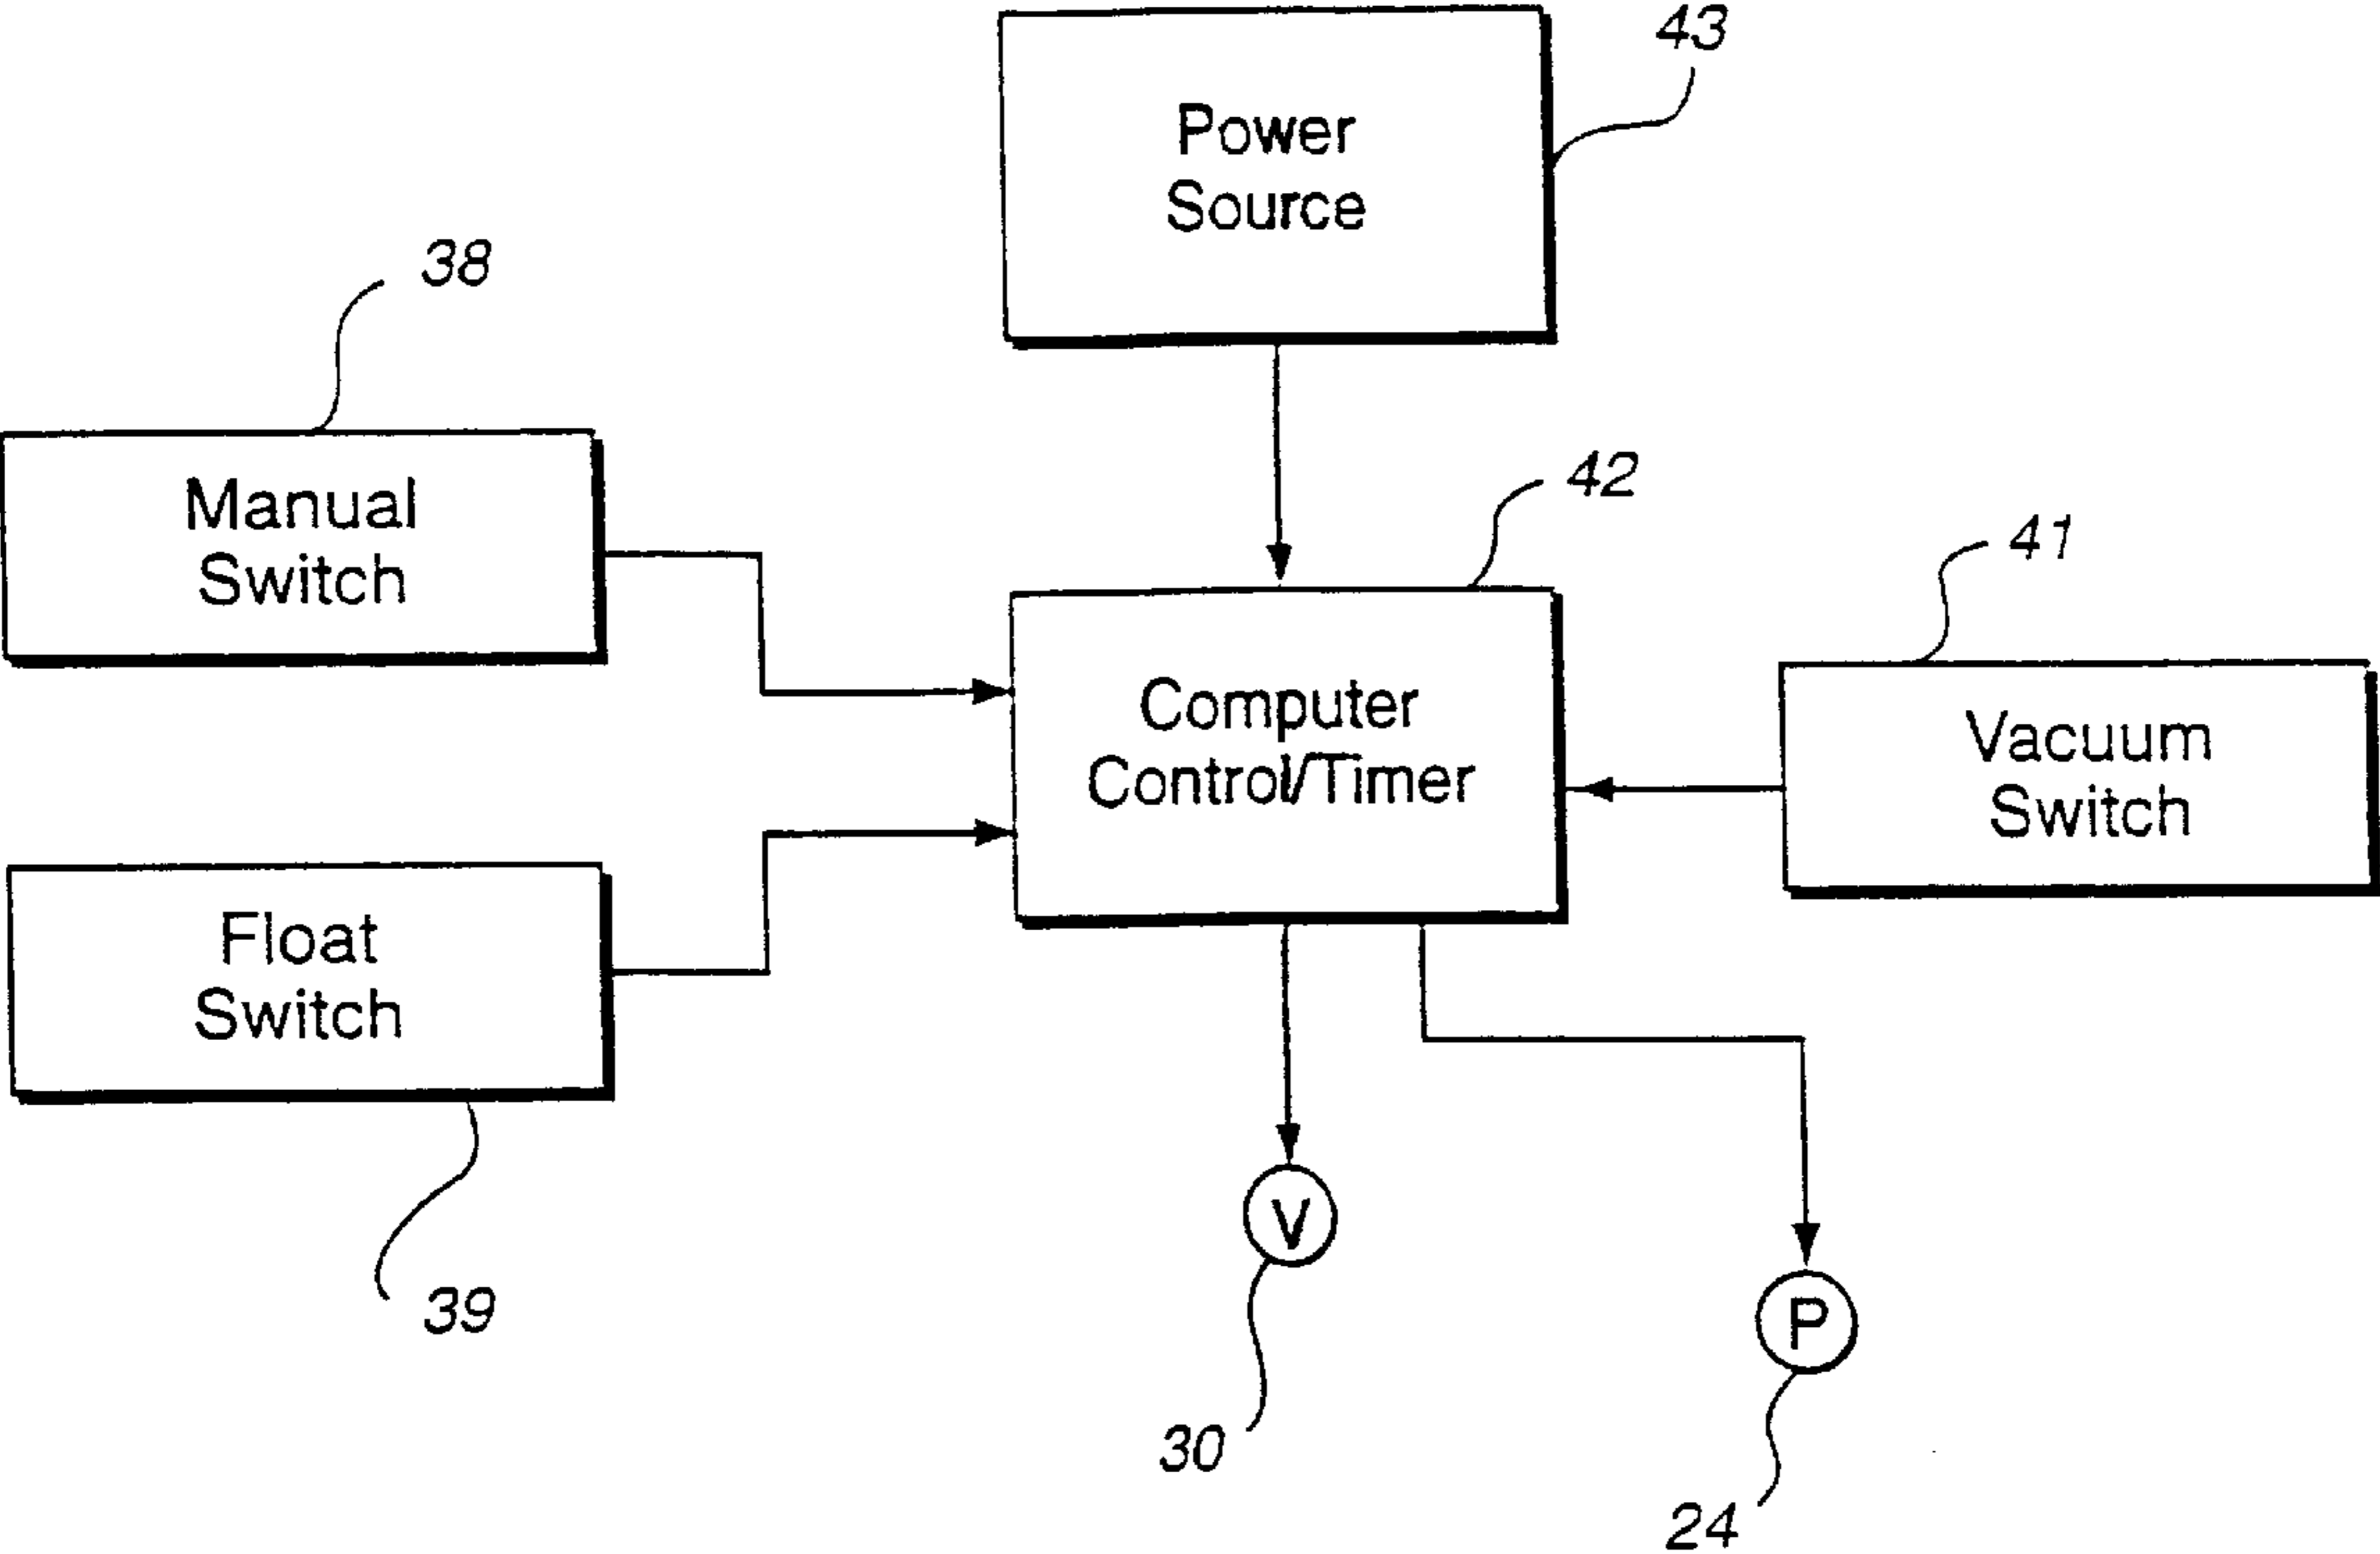 43
Power
Source
38
Manual
Switch
42
41
Computer
Control/Timer
Vacuum
Switch
Float
Switch
39
V
P
30
24